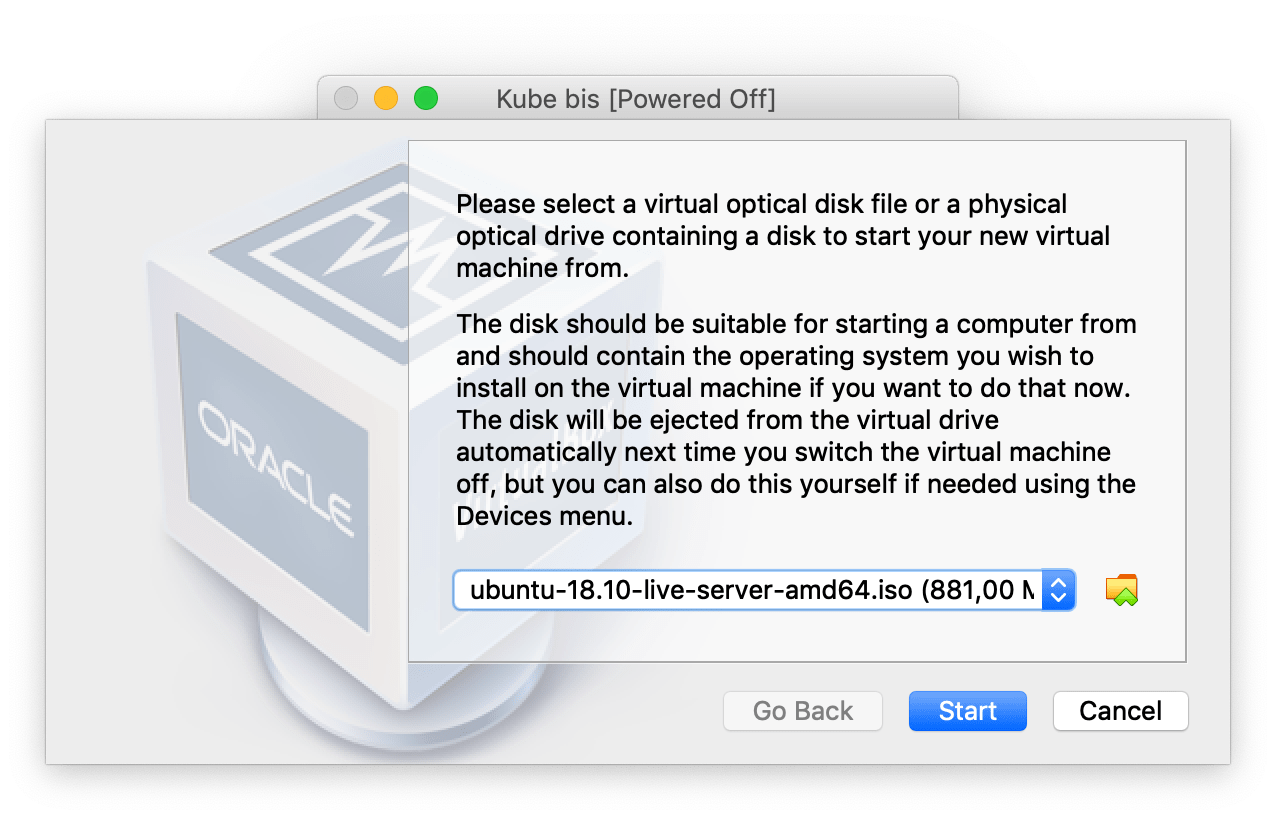 Kube bis [Powered Off]
Please select a virtual optical disk file or a physical
optical drive containing a disk to start your new virtual
machine from.
The disk should be suitable for starting a computer from
and should contain the operating system you wish to
install on the virtual machine if you want to do that now.
The disk will be ejected from the virtual drive
automatically next time you switch the virtual machine
off, but you can also do this yourself if needed using the
Devices menu.
ORACLE
VirtualBox
ubuntu-18.10-live-server-amd64.iso (881,00 M
Go Back
Start
Cancel